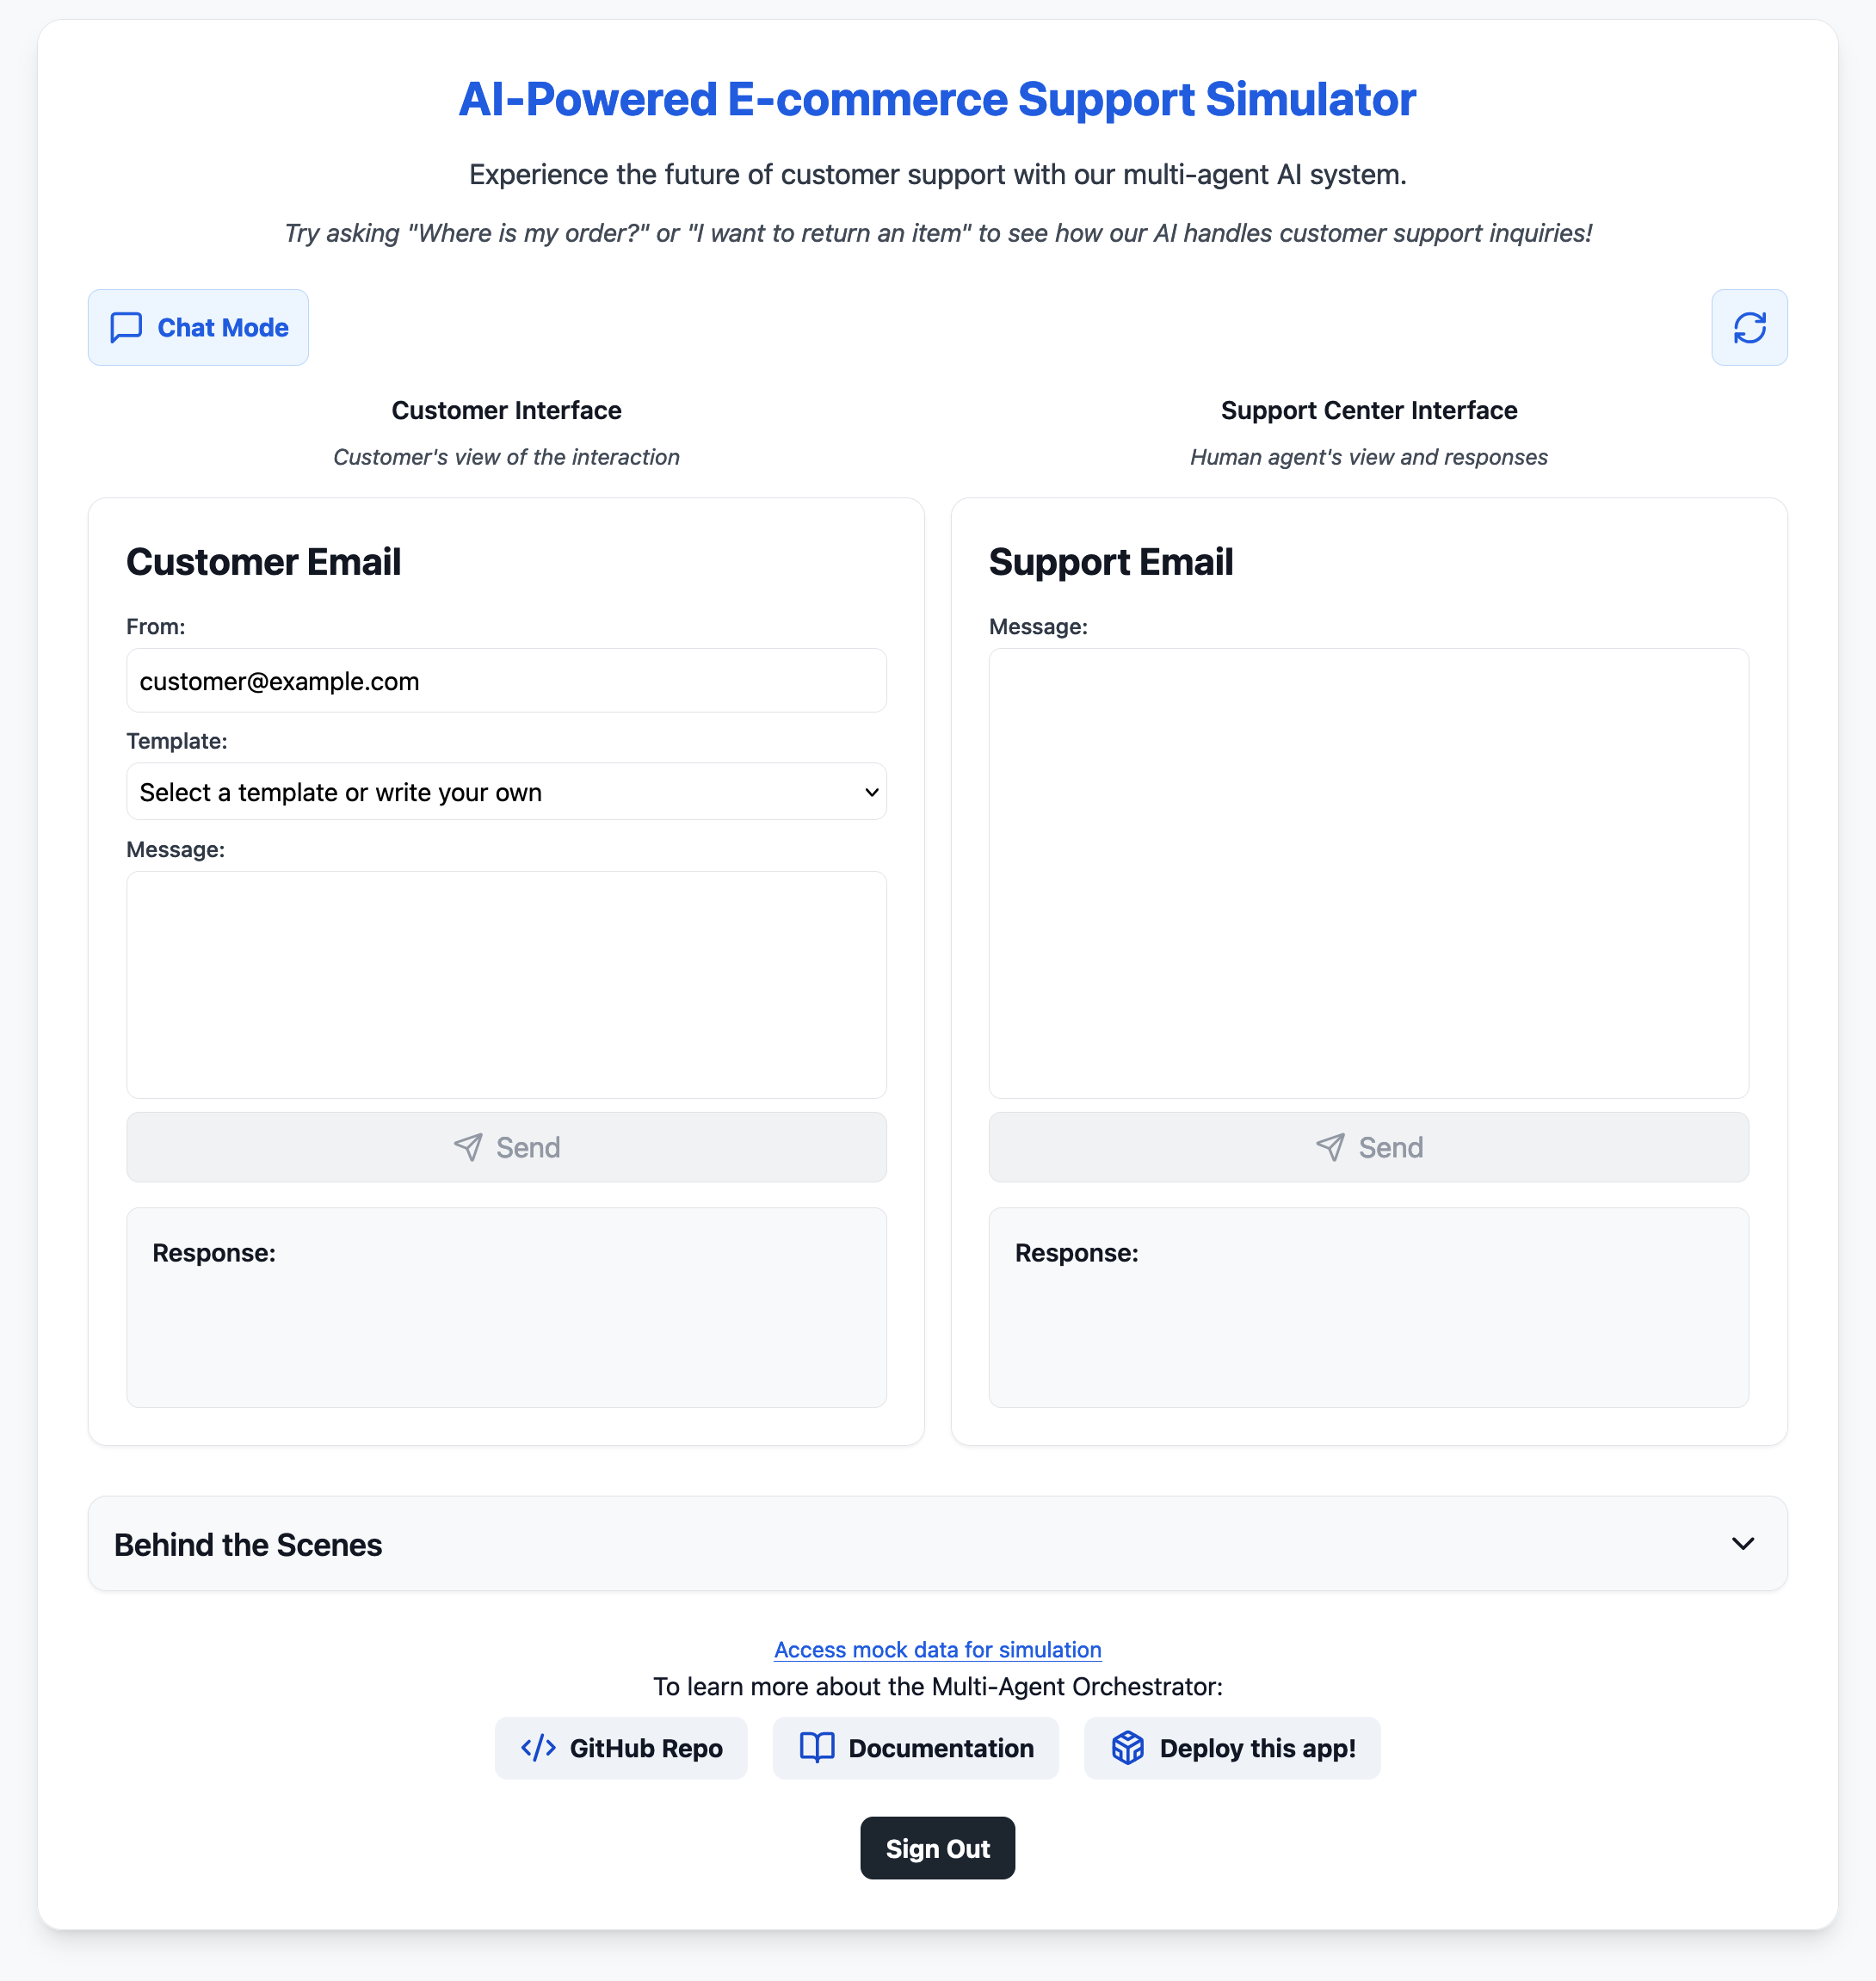 AI-Powered E-commerce Support Simulator
Experience the future of customer support with our multi-agent AI system.
Try asking "Where is my order?" or "I want to return an item" to see how our AI handles customer support inquiries!
Chat Mode
Customer Interface
Customer's view of the interaction
Support Center Interface
Human agent's view and responses
Customer Email
From:
customer@example.com
Template:
Select a template or write your own
Message:
Send
Response:
Support Email
Message:
Send
Response:
Behind the Scenes
Access mock data for simulation
To learn more about the Multi-Agent Orchestrator:
GitHub Repo
Documentation
Deploy this app!
Sign Out